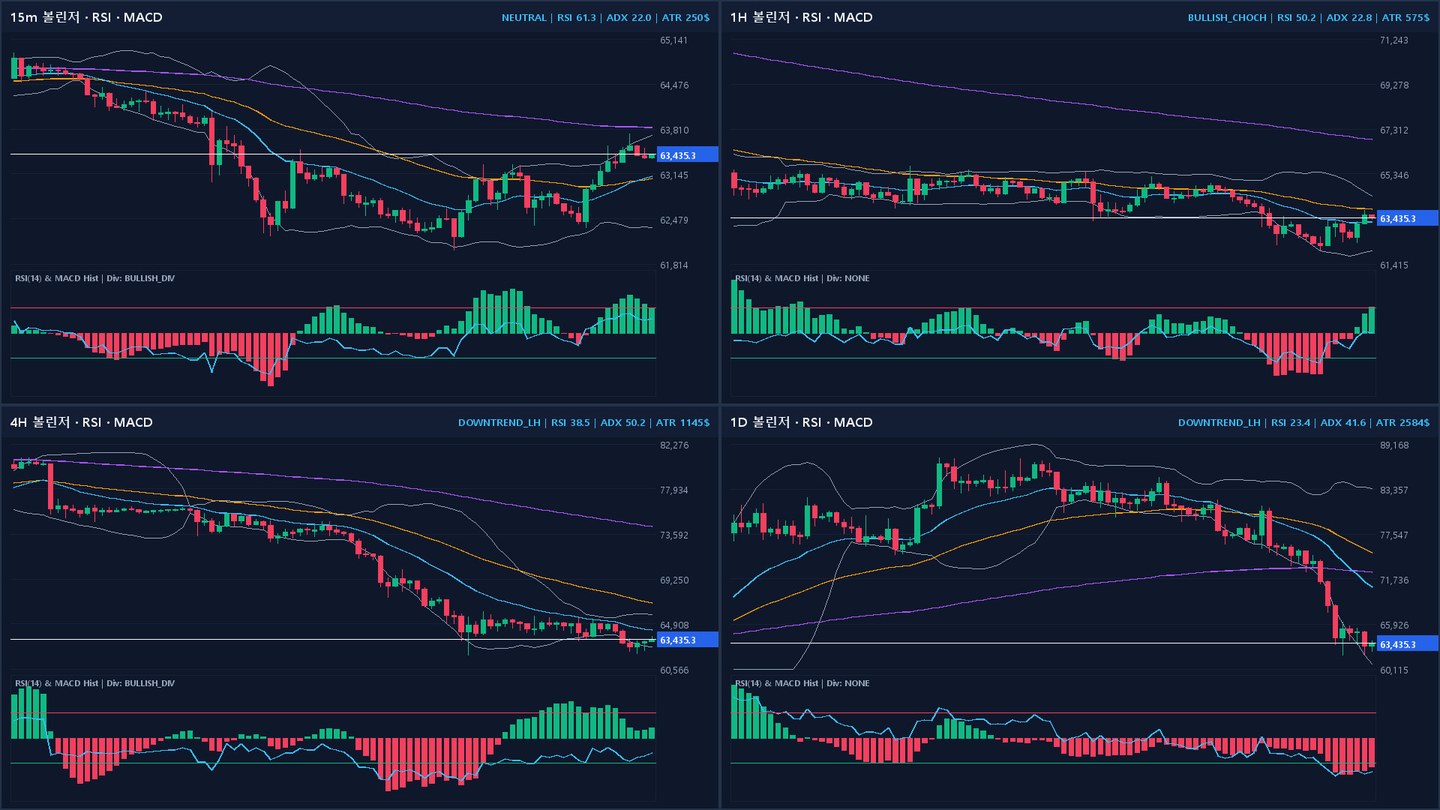 15m 볼린저 · RSI · MACD
NEUTRAL | RSI 61.3 | ADX 22.0 | ATR 250$
65,141
64,476
63,810
63,435.3
63,145
62,479
61,814
RSI(14) & MACD Hist | Div: BULLISH_DIV
1H 볼린저 · RSI · MACD
BULLISH_CHOCH | RSI 50.2 | ADX 22.8 | ATR 575$
71,243
69,278
67,312
65,346
63,435.3
61,415
RSI(14) & MACD Hist | Div: NONE
4H 볼린저 · RSI · MACD
DOWNTREND_LH | RSI 38.5 | ADX 50.2 | ATR 1145$
82,276
77,934
73,592
69,250
64,908
63,435.3
60,566
RSI(14) & MACD Hist | Div: BULLISH_DIV
1D 볼린저 · RSI · MACD
DOWNTREND_LH | RSI 23.4 | ADX 41.6 | ATR 2584$
89,168
83,357
77,547
71,736
65,926
63,435.3
60,115
RSI(14) & MACD Hist | Div: NONE